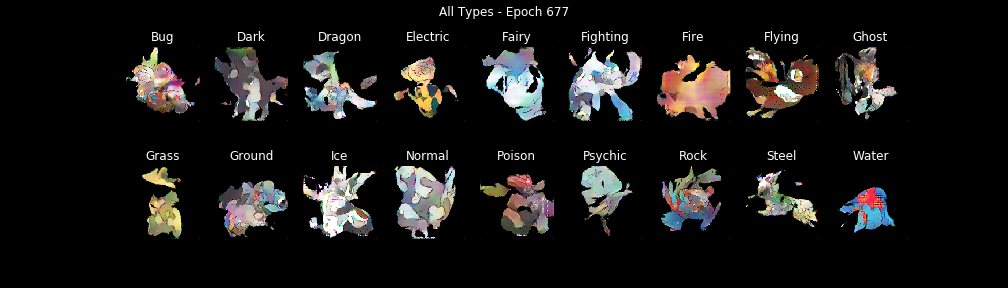 All Types - Epoch 677
Bug Dark Dragon Electric Fairy Fighting Fire Flying Ghost
Grass Ground Ice Normal Poison Psychic Rock Steel Water